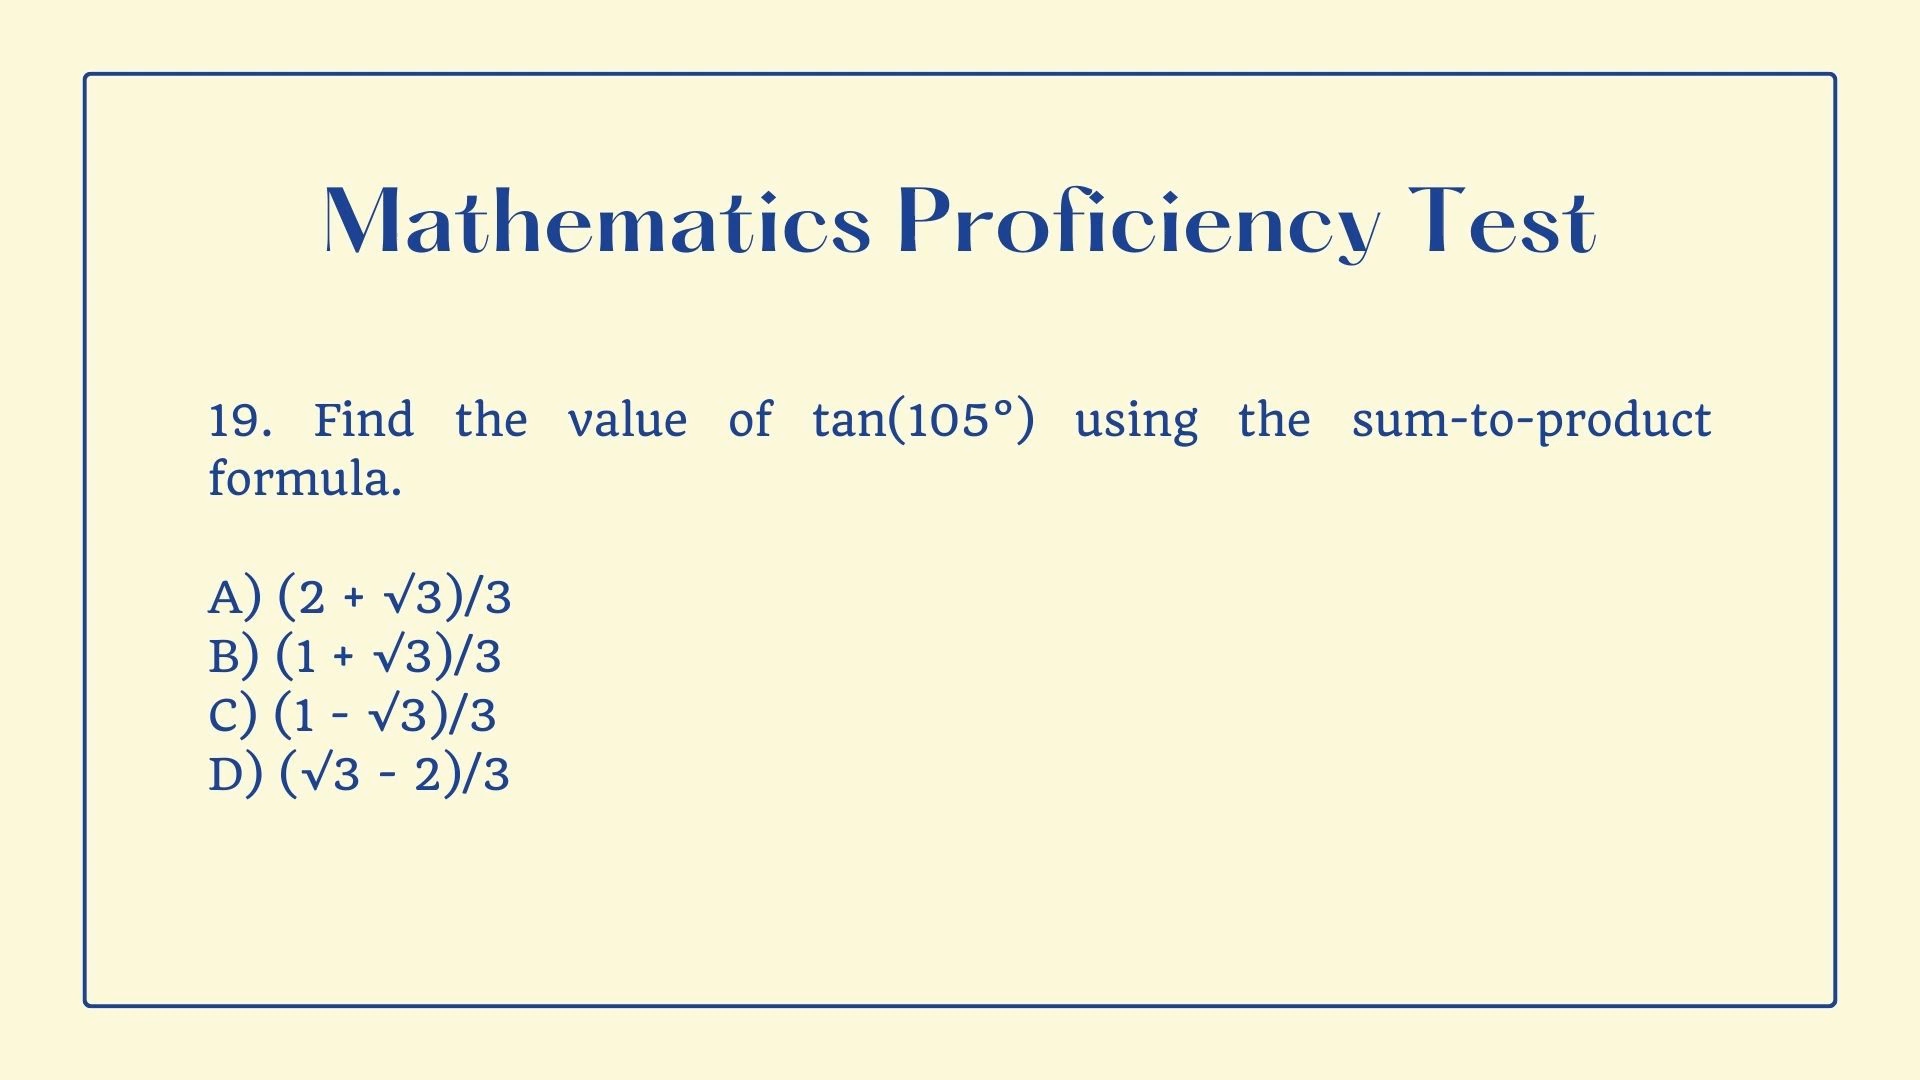 Mathematics Proficiency Test
19. Find the value of tan(105°) using the sum-to-product
formula.
A) (2 + √3)/3
B) (1 + √3)/3
C) (1 - √3)/3
D) (√3 - 2)/3